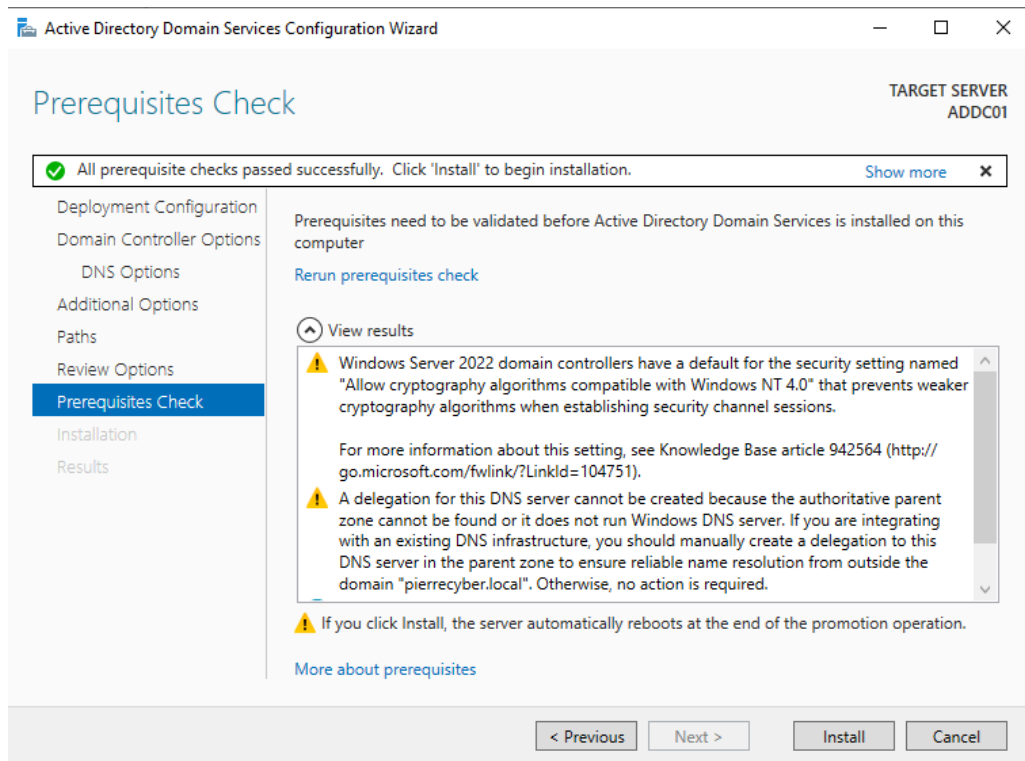 Active Directory Domain Services Configuration Wizard
Prerequisites Check
TARGET SERVER
ADDC01
All prerequisite checks passed successfully. Click 'Install' to begin installation.
Show more
Deployment Configuration
Domain Controller Options
DNS Options
Additional Options
Paths
Review Options
Prerequisites Check
Installation
Results
Prerequisites need to be validated before Active Directory Domain Services is installed on this
computer
Rerun prerequisites check
View results
Windows Server 2022 domain controllers have a default for the security setting named
"Allow cryptography algorithms compatible with Windows NT 4.0" that prevents weaker
cryptography algorithms when establishing security channel sessions.
For more information about this setting, see Knowledge Base article 942564 (http://
go.microsoft.com/fwlink/?LinkId=104751).
A delegation for this DNS server cannot be created because the authoritative parent
zone cannot be found or it does not run Windows DNS server. If you are integrating
with an existing DNS infrastructure, you should manually create a delegation to this
DNS server in the parent zone to ensure reliable name resolution from outside the
domain "pierrecyber.local". Otherwise, no action is required.
If you click Install, the server automatically reboots at the end of the promotion operation.
More about prerequisites
< Previous
Next >
Install
Cancel